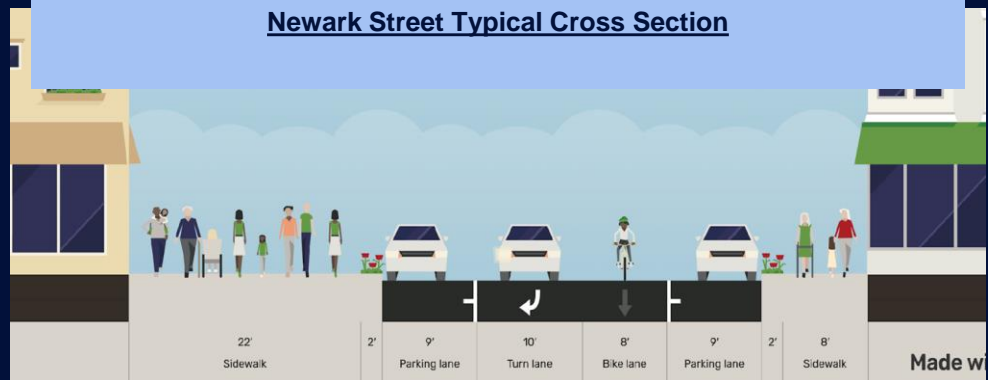 Newark Street Typical Cross Section
22' 2' 9' 10' 8' 9' 2' 8'
Sidewalk Parking lane Turn lane Bike lane Parking lane Sidewalk
Made wi